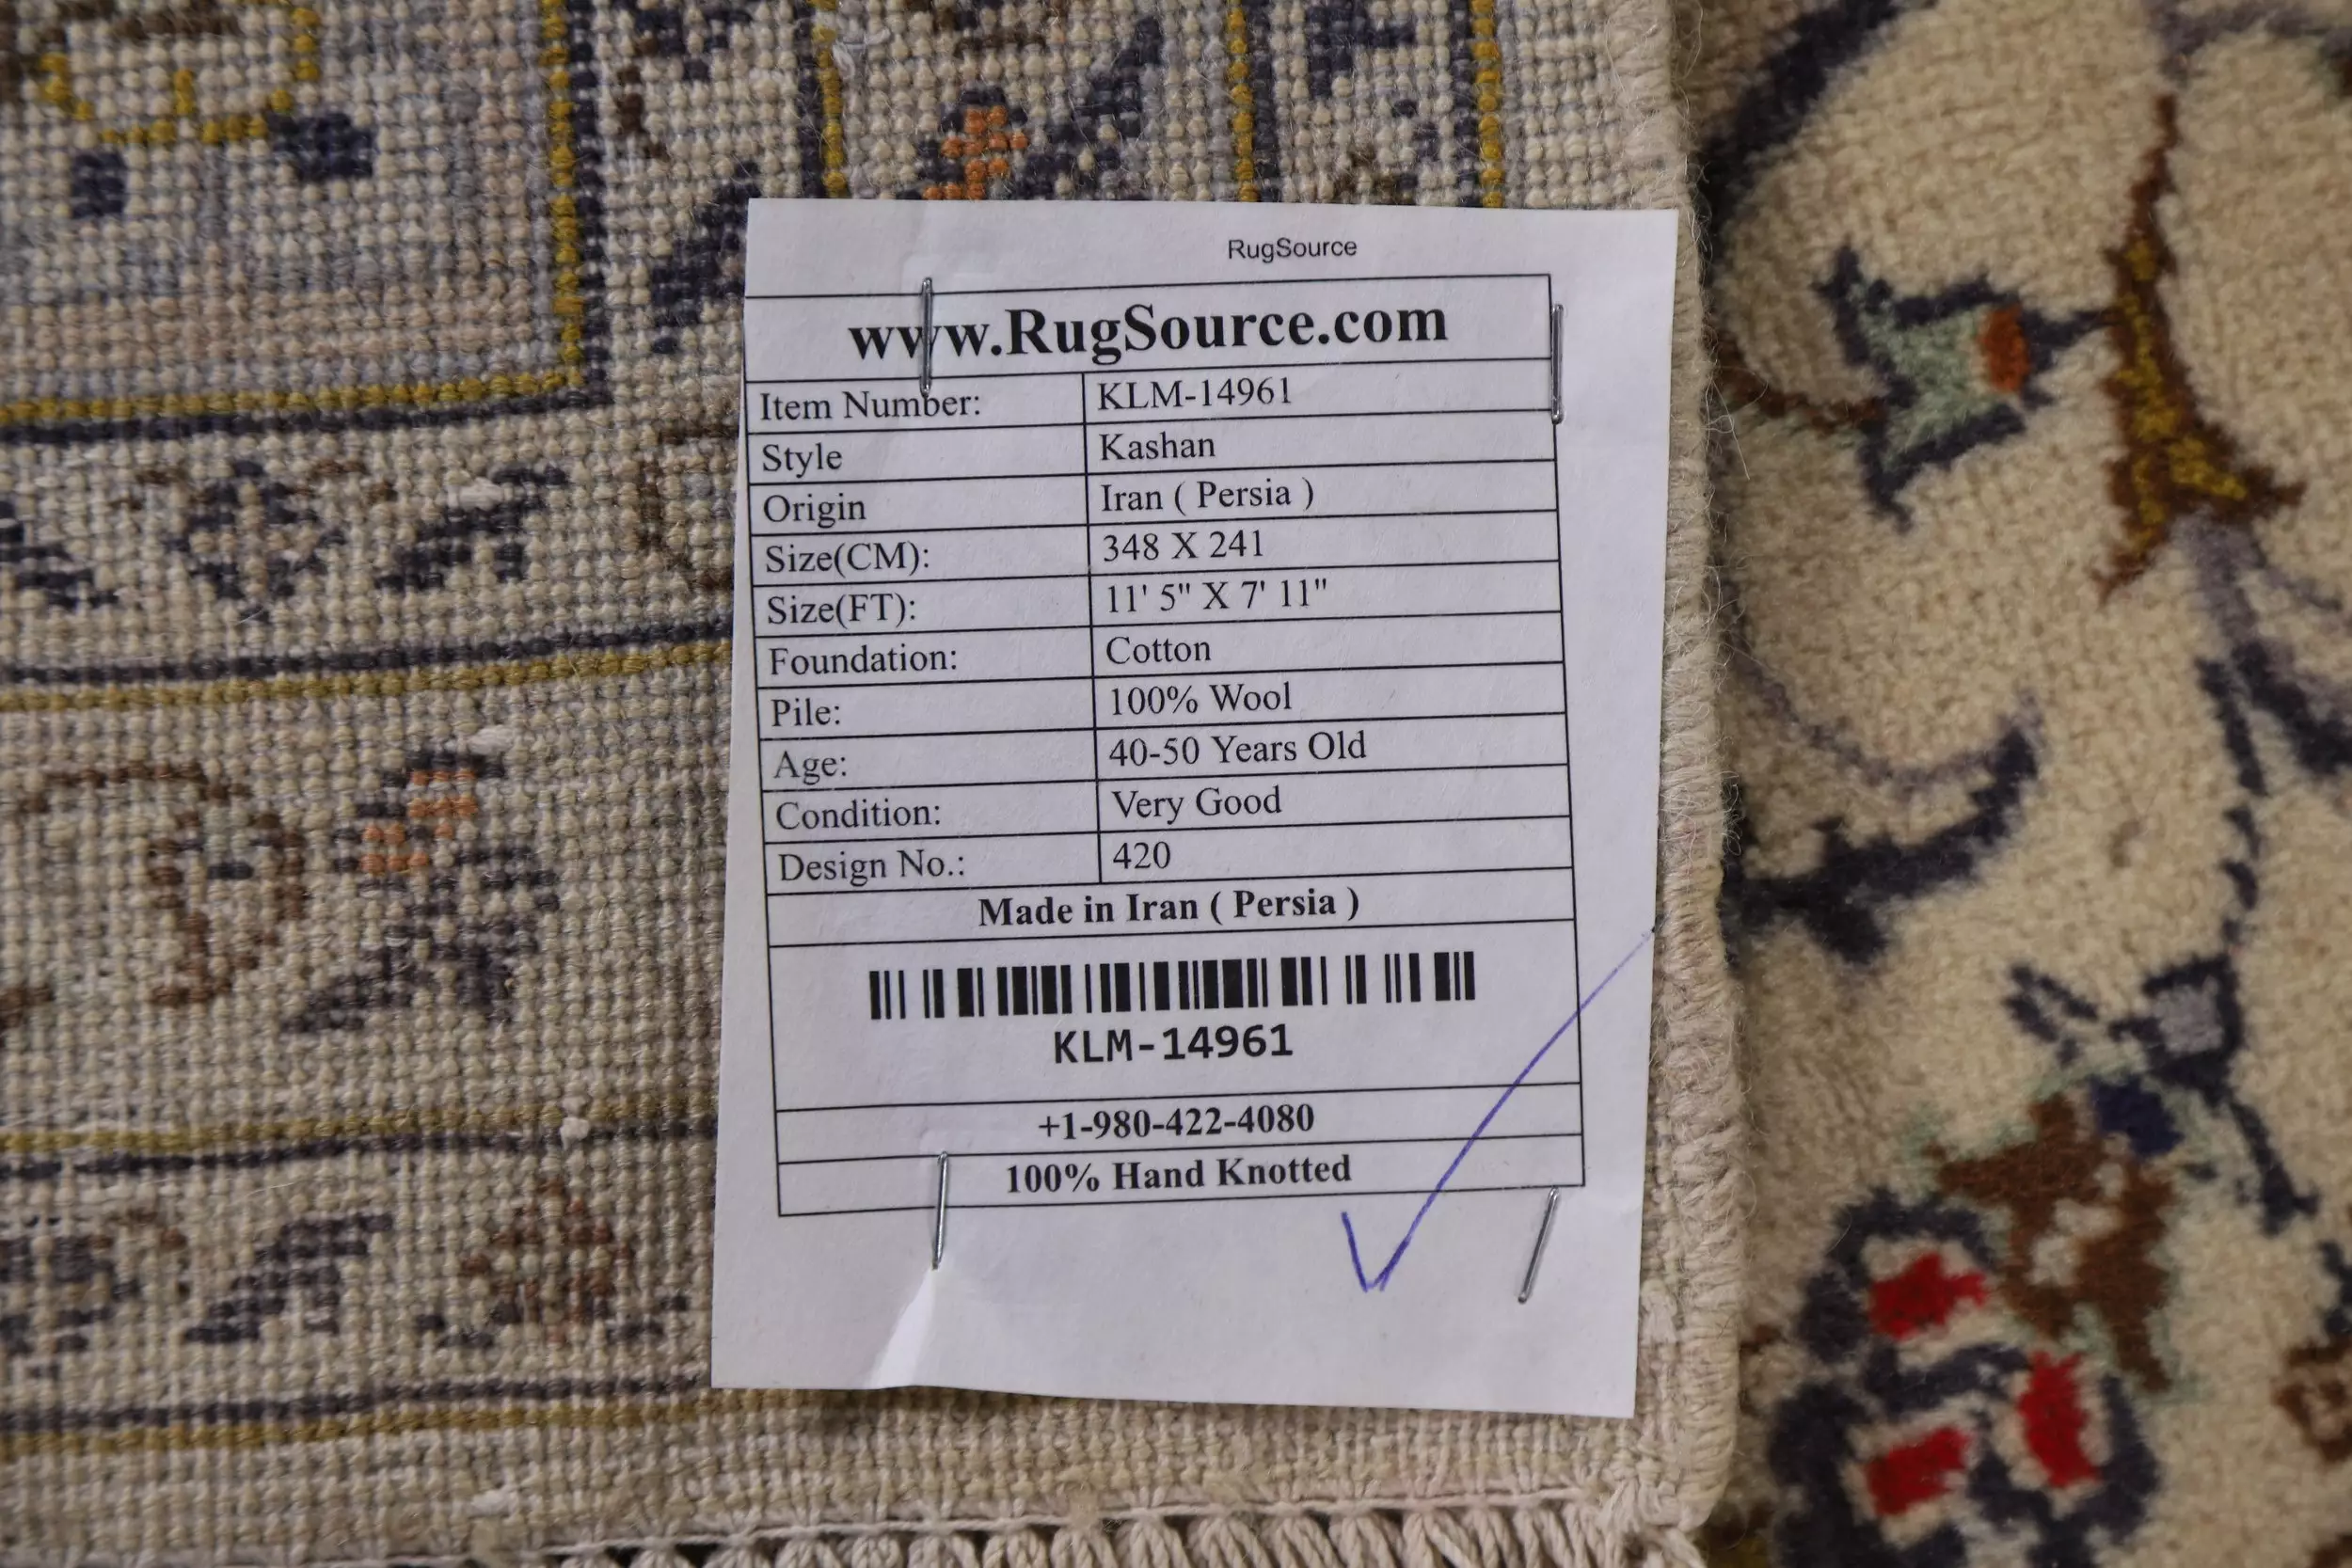 RugSource
www.RugSource.com
Item Number: KLM-14961
Style Kashan
Origin Iran ( Persia )
Size(CM): 348 X 241
Size(FT): 11' 5" X 7' 11"
Foundation: Cotton
Pile: 100% Wool
Age: 40-50 Years Old
Condition: Very Good
Design No.: 420
Made in Iran ( Persia )
KLM-14961
+1-980-422-4080
100% Hand Knotted